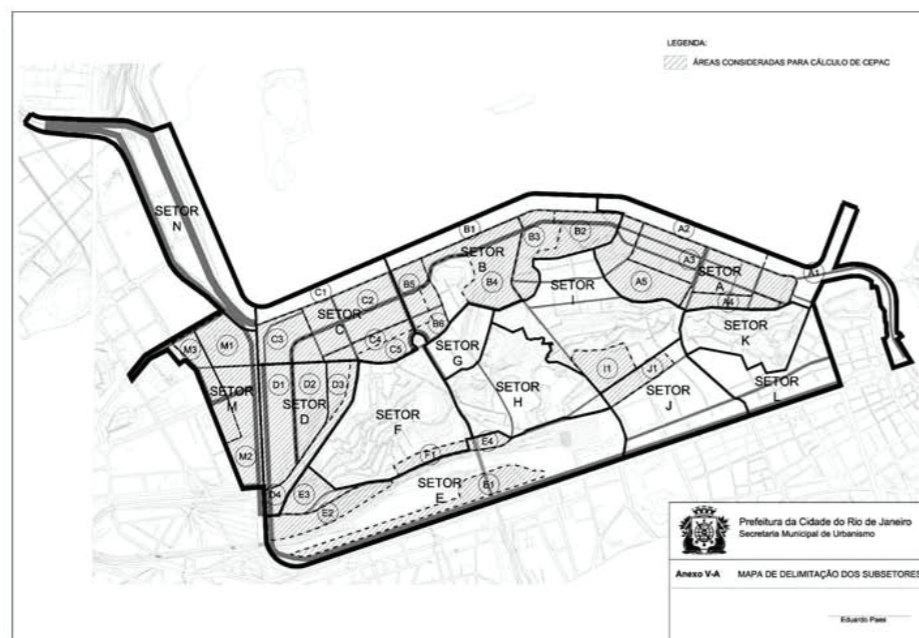 LEGENDA:
ÁREAS CONSIDERADAS PARA CÁLCULO DE CEPAC
SETOR
N
B1
A2
B3
B2
SETOR
B
A3
A1
C1
C2
B5
B4
A5
SETOR
A
SETOR
I
A4
C3
SETOR
C
B6
SETOR
K
C4
C5
M3
M1
SETOR
G
I1
J1
SETOR
M
D1
D2
D3
SETOR
D
SETOR
F
SETOR
H
SETOR
J
SETOR
L
M2
F1
E4
D4
E3
E2
SETOR
E
E1
Prefeitura da Cidade do Rio de Janeiro
Secretaria Municipal de Urbanismo
Anexo V-A MAPA DE DELIMITAÇÃO DOS SUBSETORES
Eduardo Paes